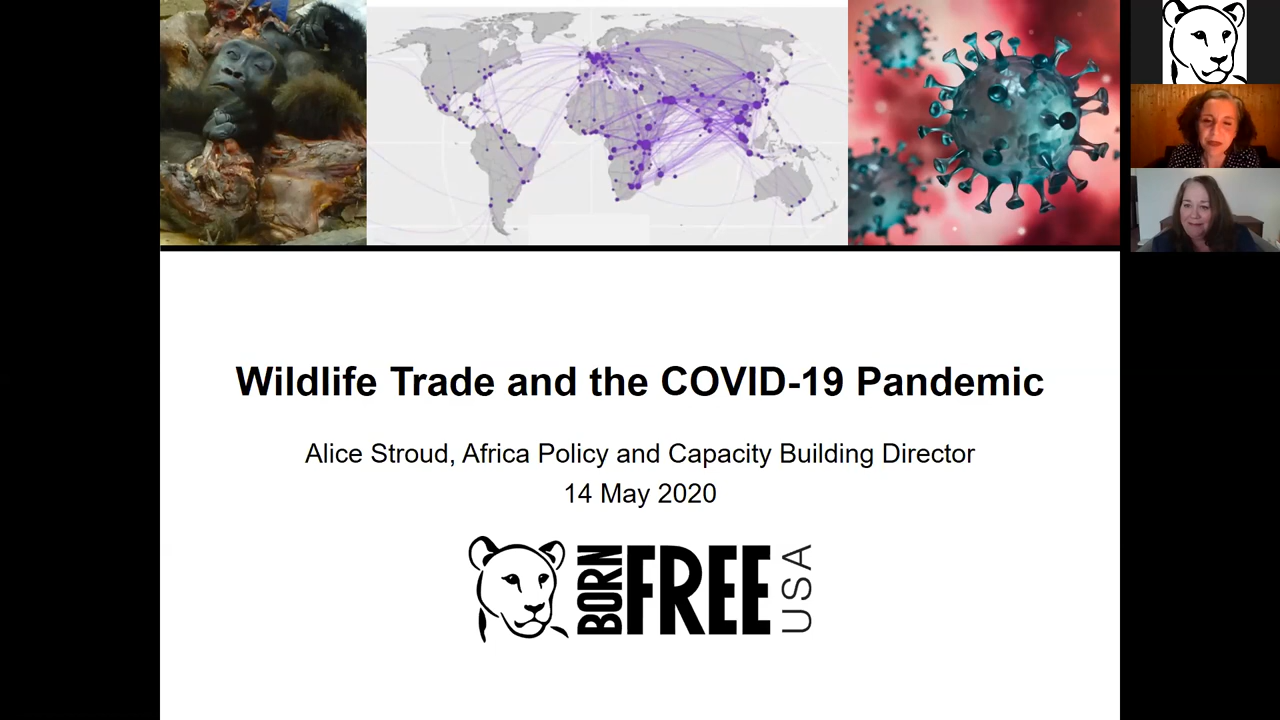 Wildlife Trade and the COVID-19 Pandemic
Alice Stroud, Africa Policy and Capacity Building Director
14 May 2020
BORN FREE USA